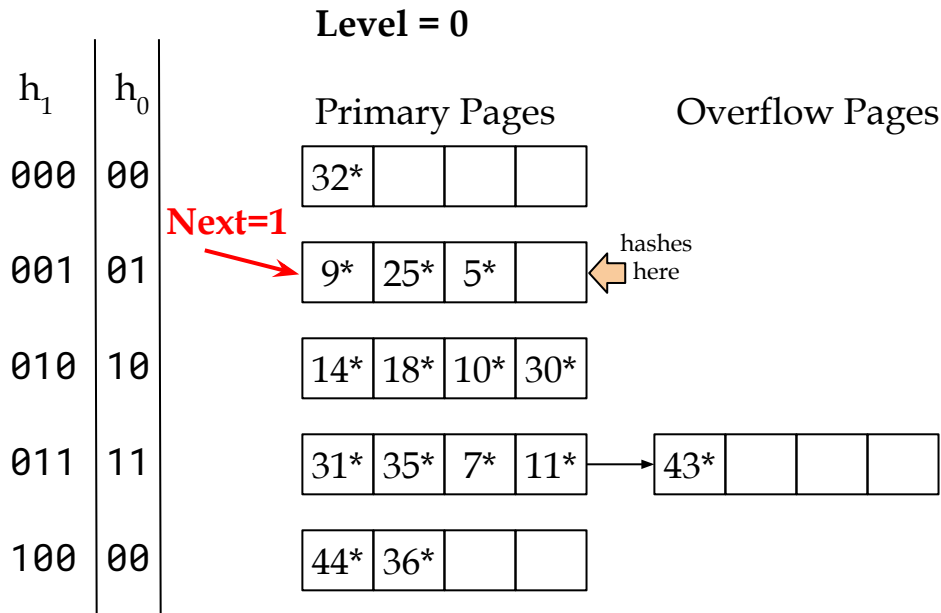 Level = 0
h1 h0 Primary Pages Overflow Pages
000 00 32*
Next=1
001 01 9* 25* 5* hashes here
010 10 14* 18* 10* 30*
011 11 31* 35* 7* 11* 43*
100 00 44* 36*